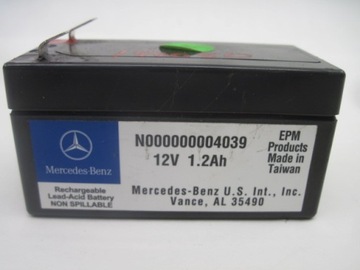 N000000004039
12V 1.2Ah
EPM
Products
Made in
Taiwan
Mercedes-Benz
Rechargeable
Lead-Acid Battery
NON SPILLABLE
Mercedes-Benz U.S. Int., Inc.
Vance, AL 35490